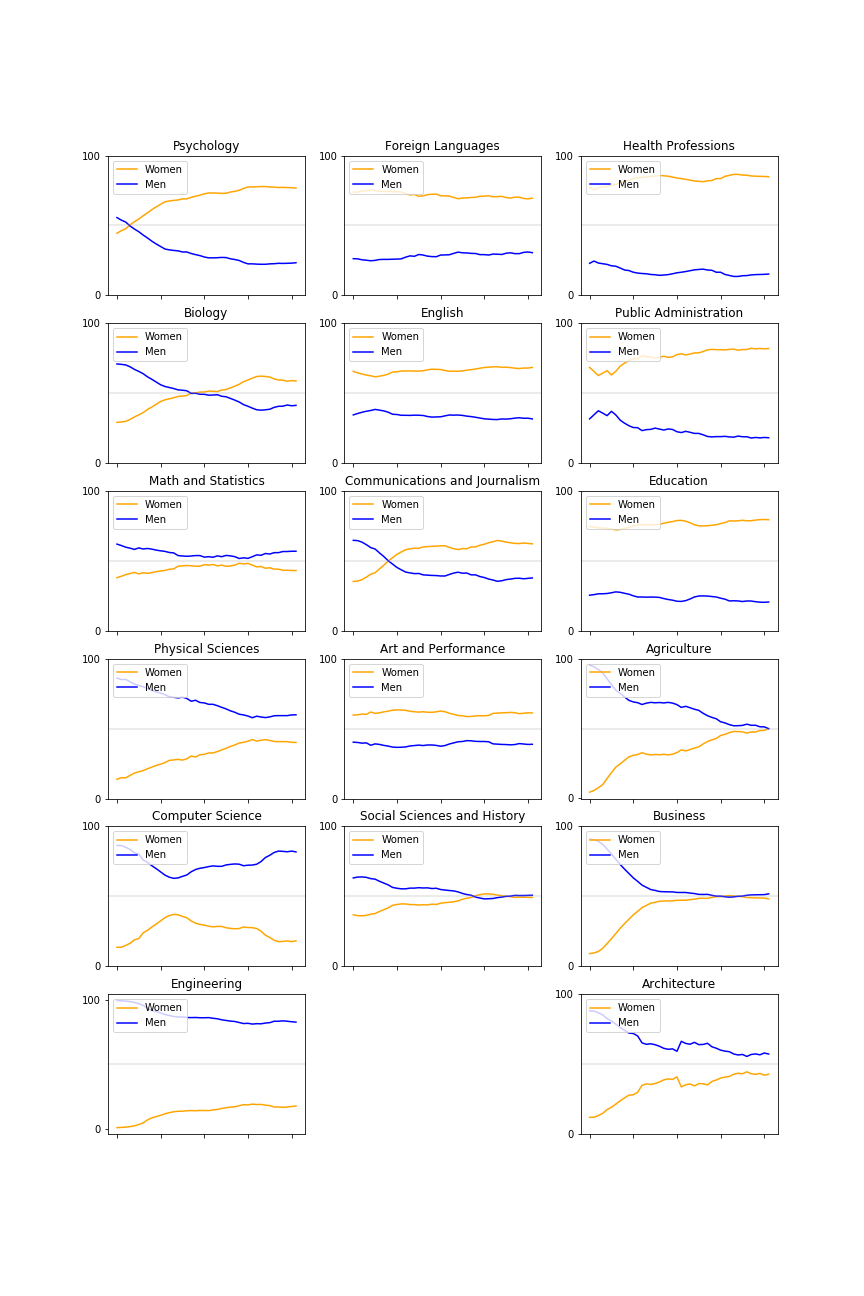 Psychology
100
Women
Men
0
Foreign Languages
100
Women
Men
0
Health Professions
100
Women
Men
0
Biology
100
Women
Men
0
English
100
Women
Men
0
Public Administration
100
Women
Men
0
Math and Statistics
100
Women
Men
0
Communications and Journalism
100
Women
Men
0
Education
100
Women
Men
0
Physical Sciences
100
Women
Men
0
Art and Performance
100
Women
Men
0
Agriculture
100
Women
Men
0
Computer Science
100
Women
Men
0
Social Sciences and History
100
Women
Men
0
Business
100
Women
Men
0
Engineering
100
Women
Men
0
Architecture
100
Women
Men
0